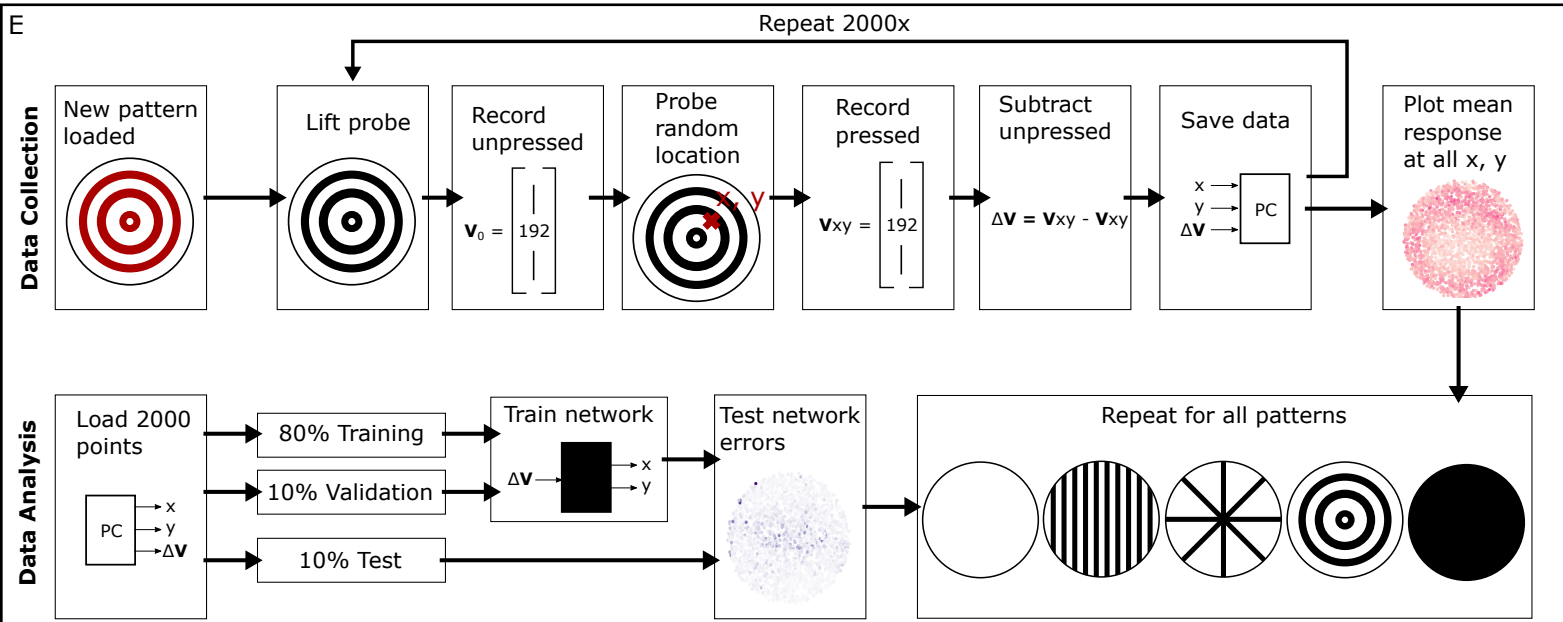 E
Repeat 2000x
Data Collection
New pattern
loaded
Lift probe
Record
unpressed
V₀ = [192]
Probe
random
location
x, y
Record
pressed
Vxy = [192]
Subtract
unpressed
ΔV = Vxy - Vxy
Save data
x
y
ΔV
PC
Plot mean
response
at all x, y
Data Analysis
Load 2000
points
PC
x
y
ΔV
80% Training
10% Validation
10% Test
Train network
ΔV
x
y
Test network
errors
Repeat for all patterns